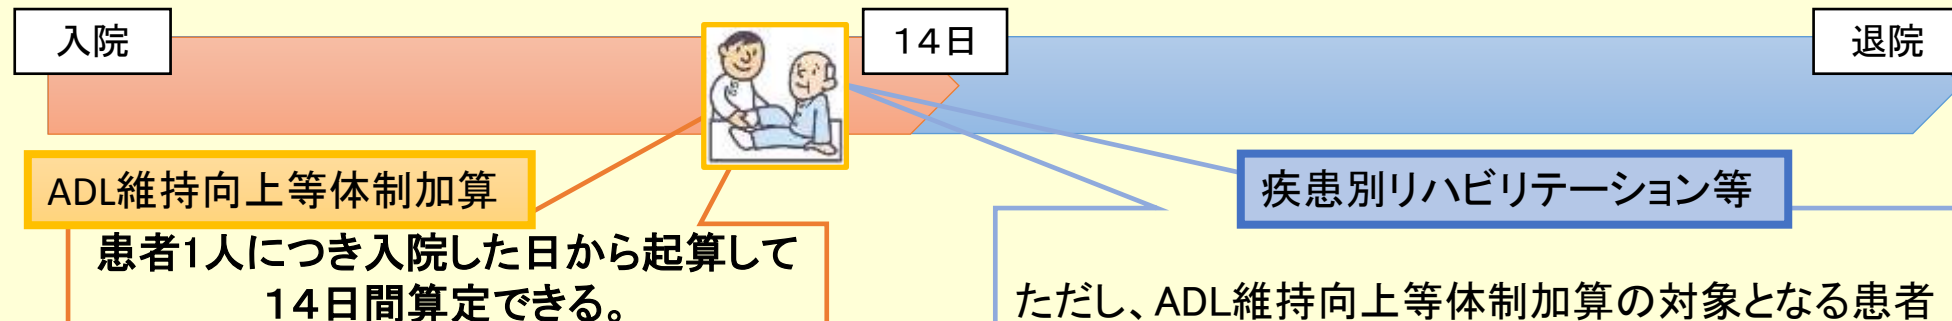 入院
14日
退院
ADL維持向上等体制加算
患者1人につき入院した日から起算して
14日間算定できる。
疾患別リハビリテーション等
ただし、ADL維持向上等体制加算の対象となる患者